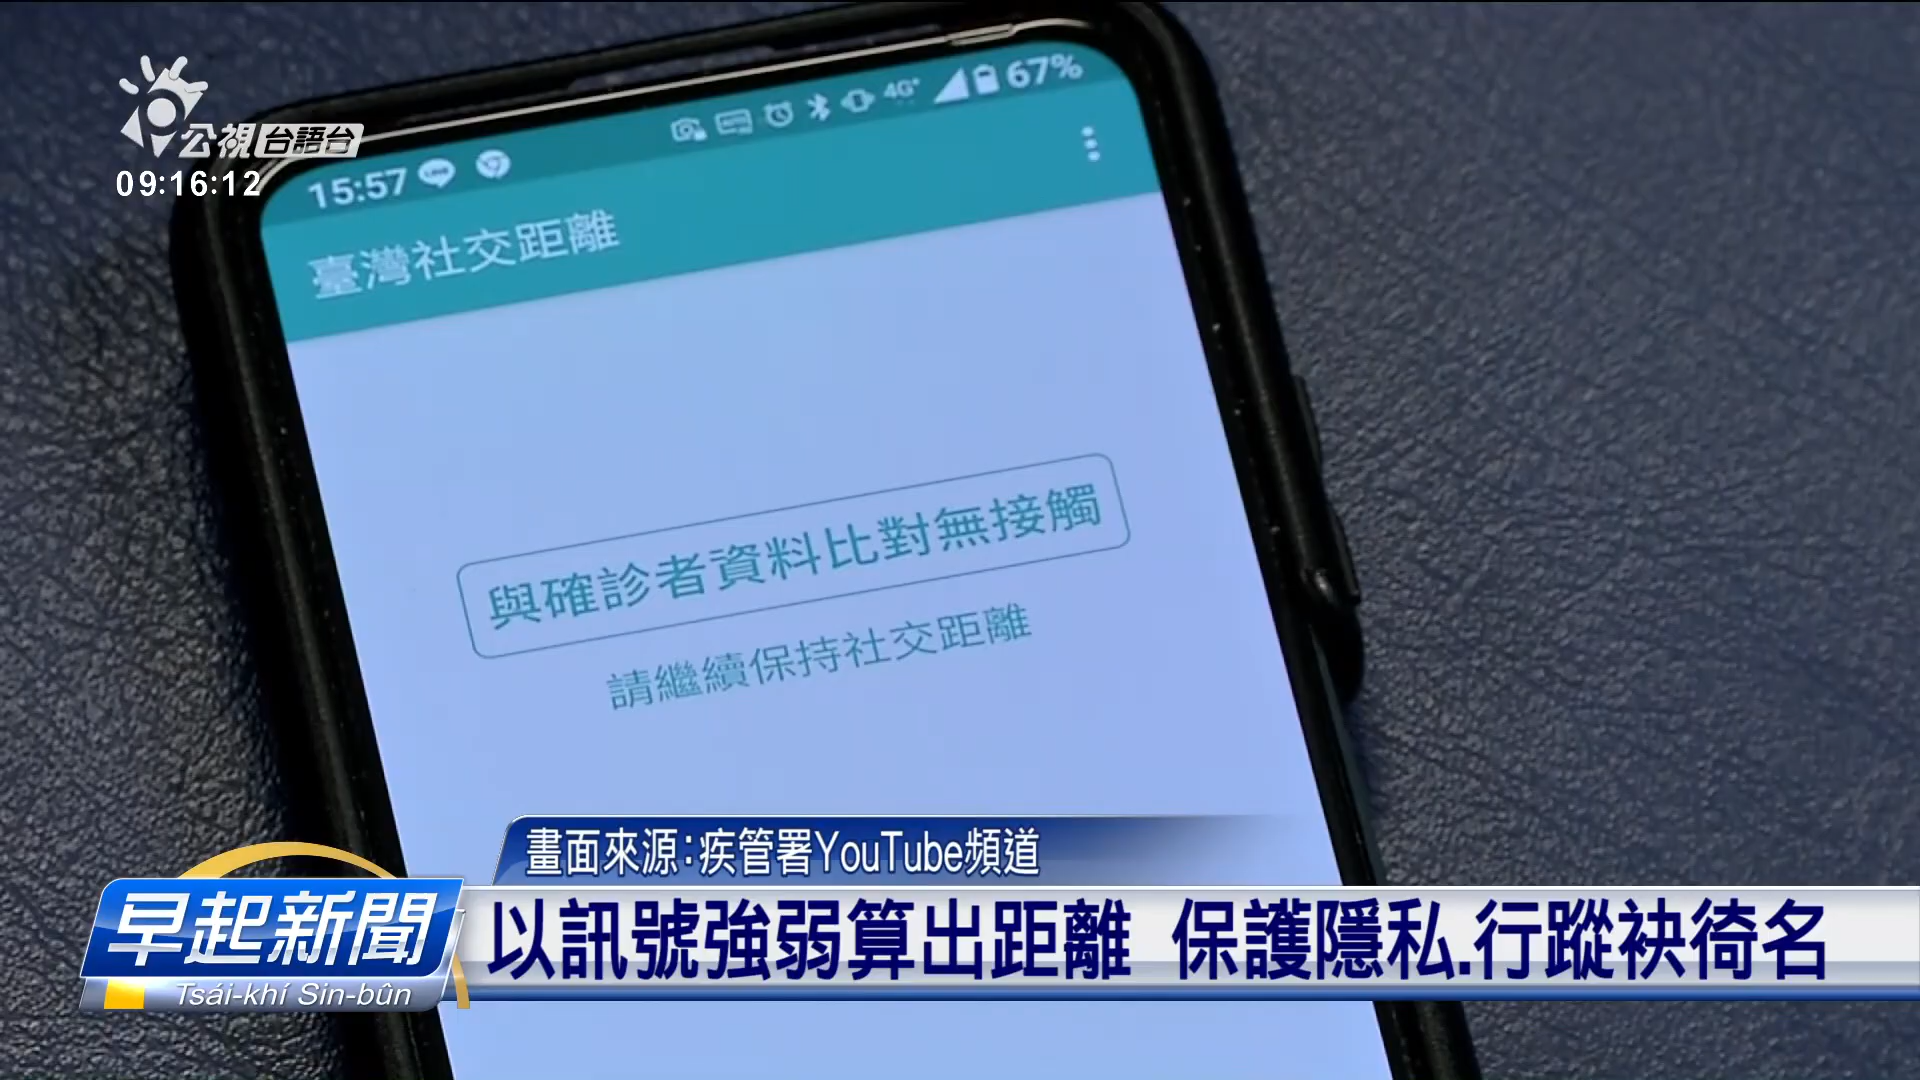 公視台語台
09:16:12
15:57
4G+
67%
臺灣社交距離
與確診者資料比對無接觸
請繼續保持社交距離
畫面來源:疾管署YouTube頻道
早起新聞
Tsái-khí Sin-bûn
以訊號強弱算出距離 保護隱私.行蹤袂徛名